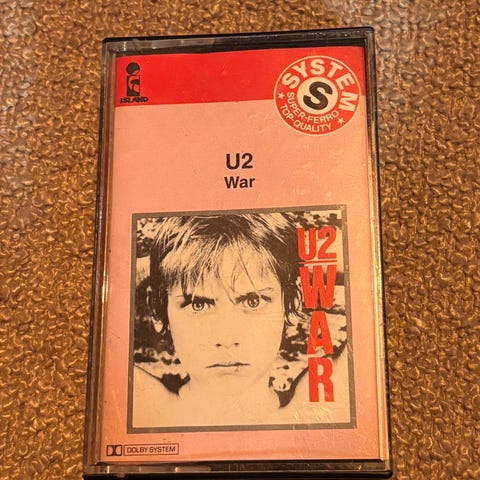 ISLAND
SYSTEM
S
SUPER-FERRO
TOP-QUALITY
U2
War
U2
WAR
DOLBY SYSTEM